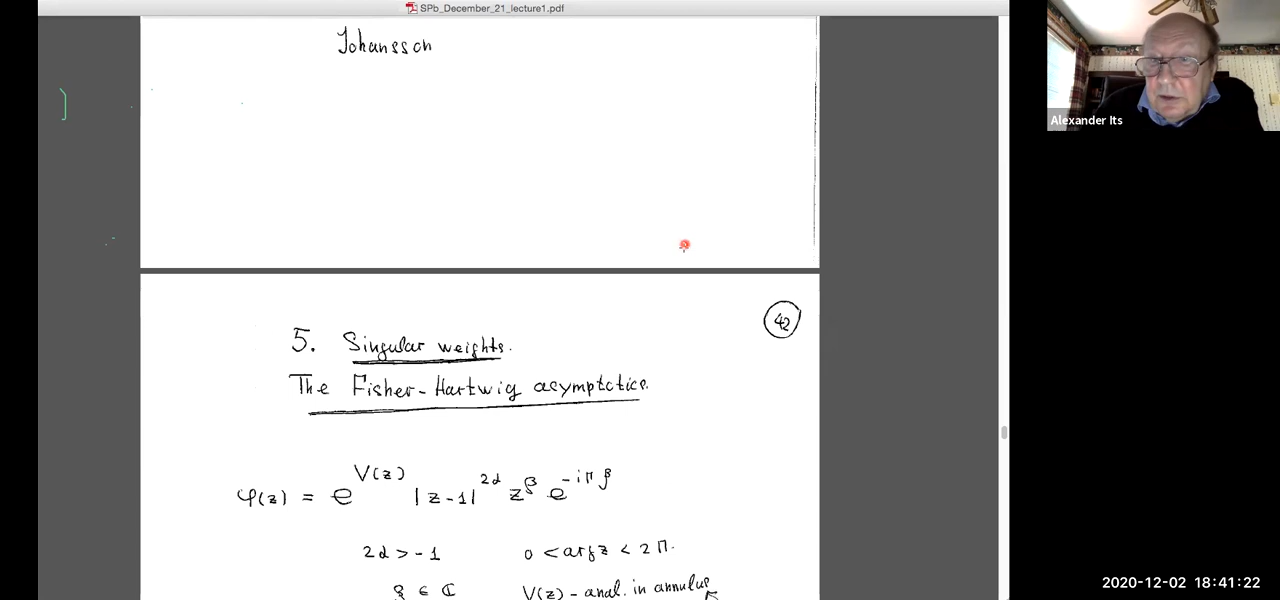 SPb_December_21_lecture1.pdf
Johansson
Alexander Its
42
5. Singular weights.
The Fisher-Hartwig asymptotics.
φ(z) = e^{V(z)} |z-1|^{2α} z^β e^{-iπβ}
2α > -1 0 < arg z < 2π.
β ∈ ℂ V(z) - anal. in annulus
2020-12-02 18:41:22